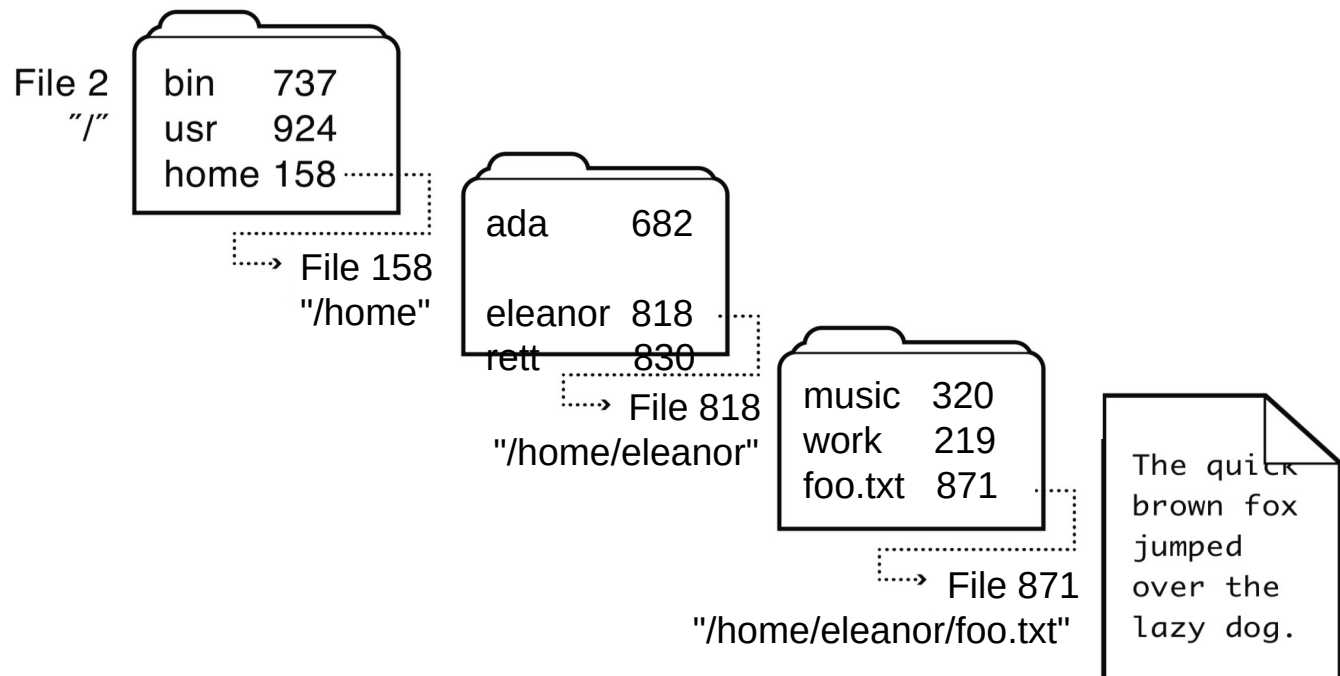 File 2
"/"
bin 737
usr 924
home 158
File 158
"/home"
ada 682
eleanor 818
rett 830
File 818
"/home/eleanor"
music 320
work 219
foo.txt 871
File 871
"/home/eleanor/foo.txt"
The quick
brown fox
jumped
over the
lazy dog.